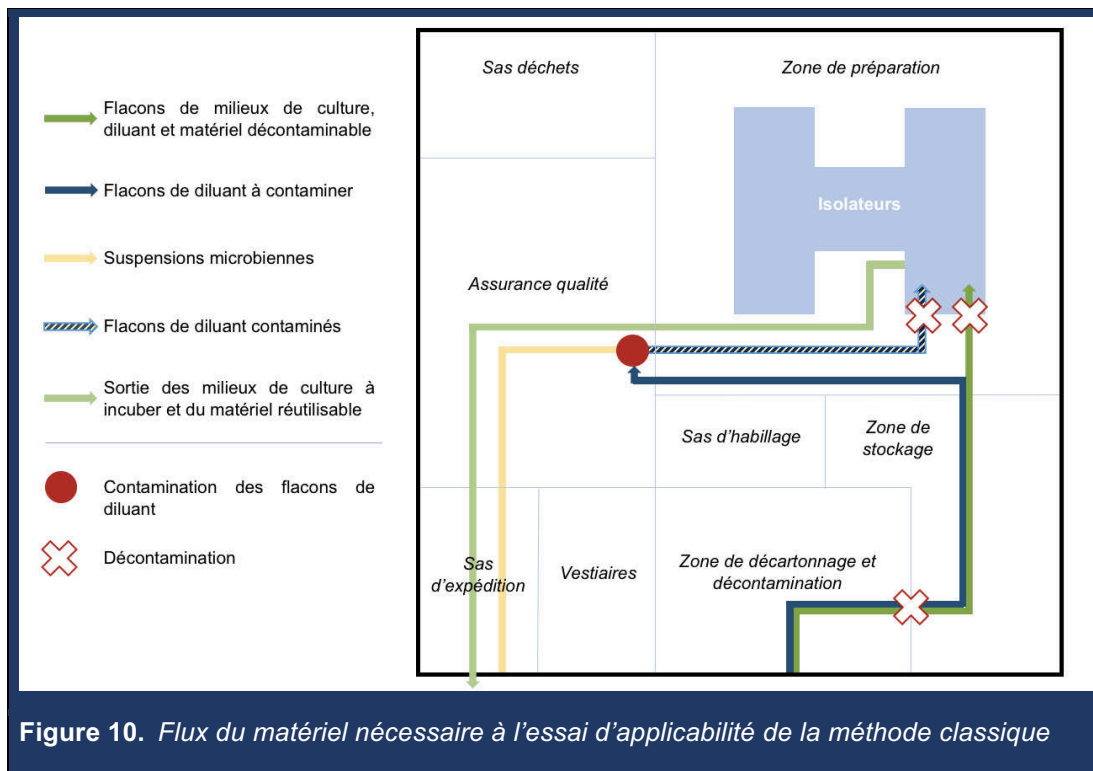 Flacons de milieux de culture,
diluant et matériel décontaminable
Flacons de diluant à contaminer
Suspensions microbiennes
Flacons de diluant contaminés
Sortie des milieux de culture à
incuber et du matériel réutilisable
Contamination des flacons de
diluant
Décontamination
Sas déchets
Zone de préparation
Isolateurs
Assurance qualité
Sas d'habillage
Zone de
stockage
Sas
d'expédition
Vestiaires
Zone de décartonnage et
décontamination
Figure 10. Flux du matériel nécessaire à l'essai d'applicabilité de la méthode classique